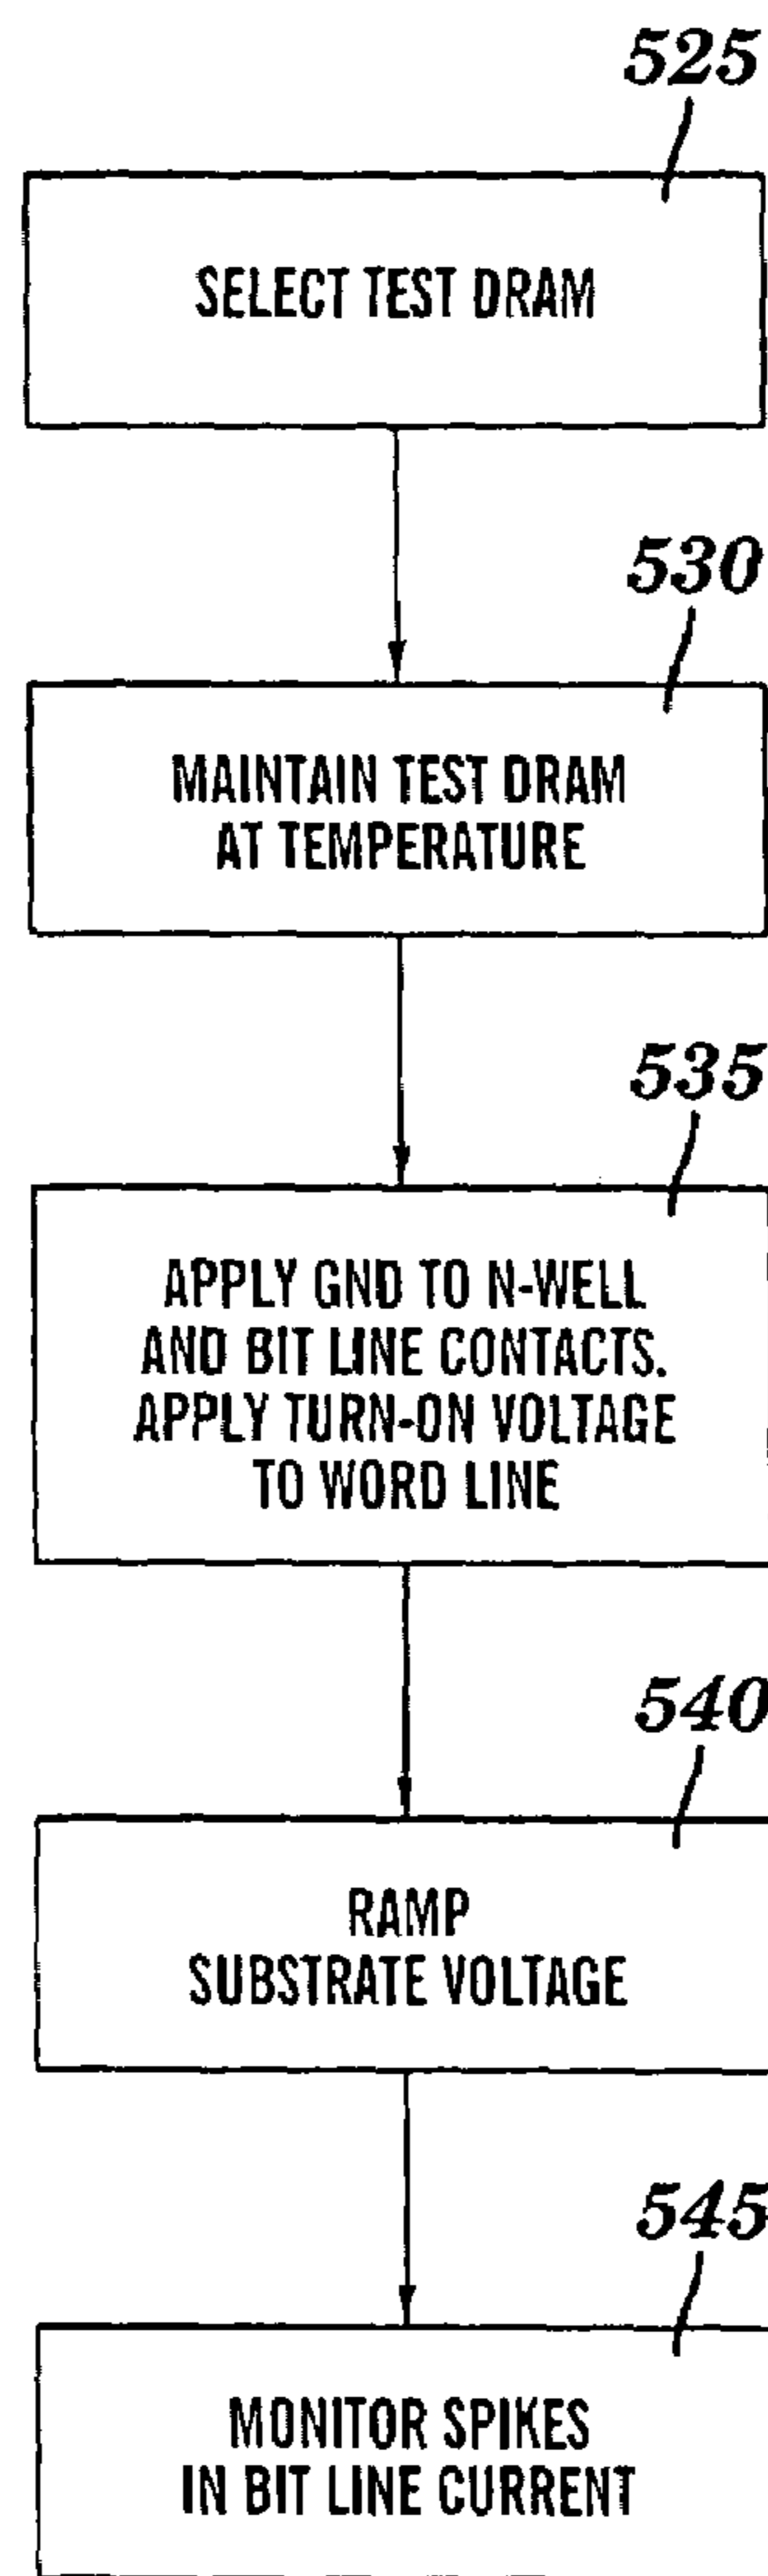 525
SELECT TEST DRAM
530
MAINTAIN TEST DRAM
AT TEMPERATURE
535
APPLY GND TO N-WELL
AND BIT LINE CONTACTS.
APPLY TURN-ON VOLTAGE
TO WORD LINE
540
RAMP
SUBSTRATE VOLTAGE
545
MONITOR SPIKES
IN BIT LINE CURRENT